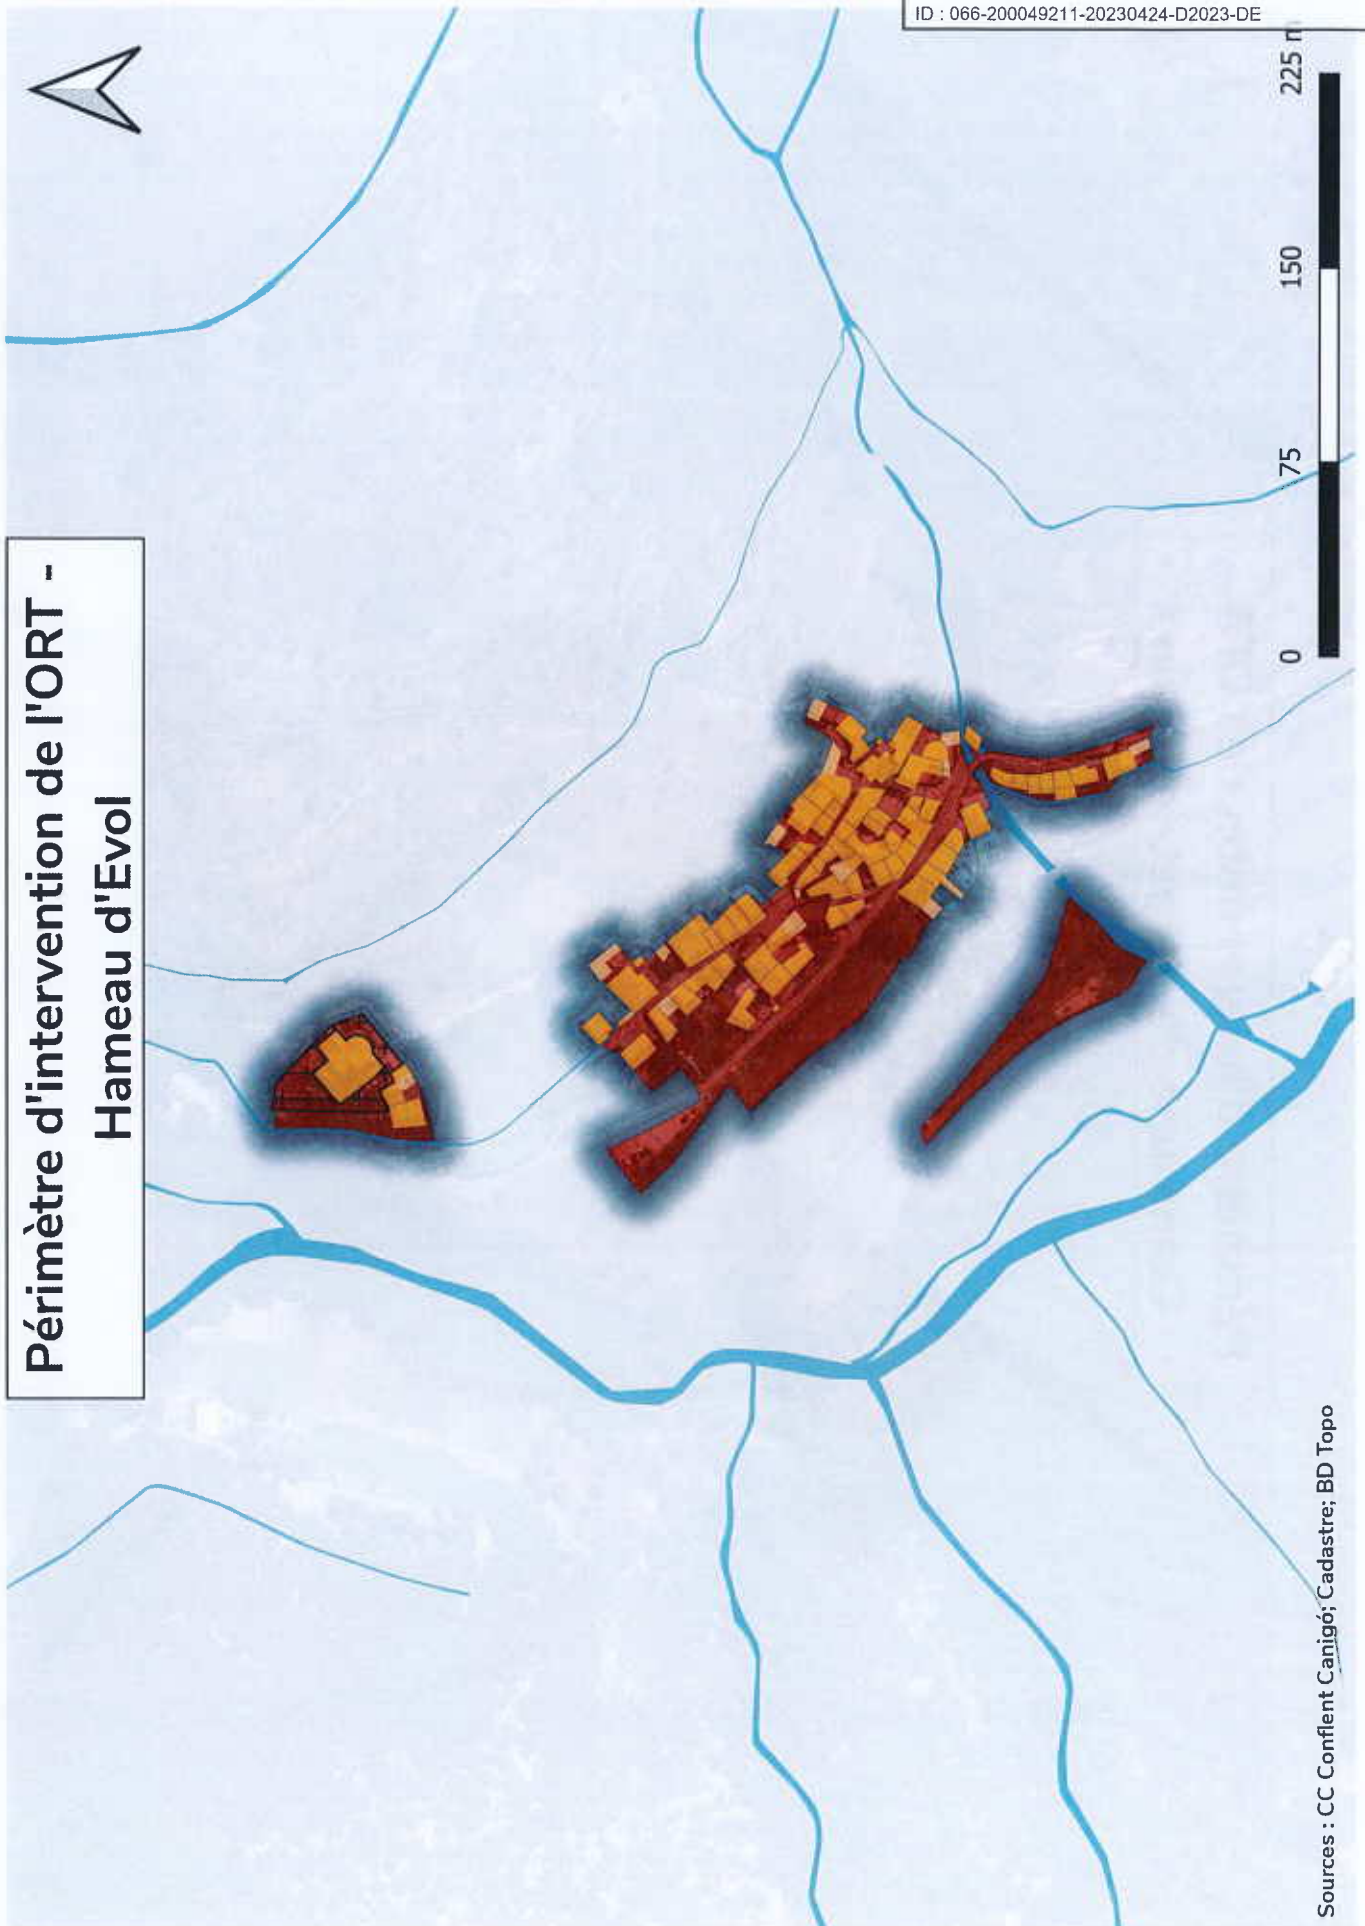 ID : 066-200049211-20230424-D2023-DE
Périmètre d'intervention de l'ORT -
Hameau d'Evol
0 75 150 225 m
Sources : CC Conflent Canigó; Cadastre; BD Topo